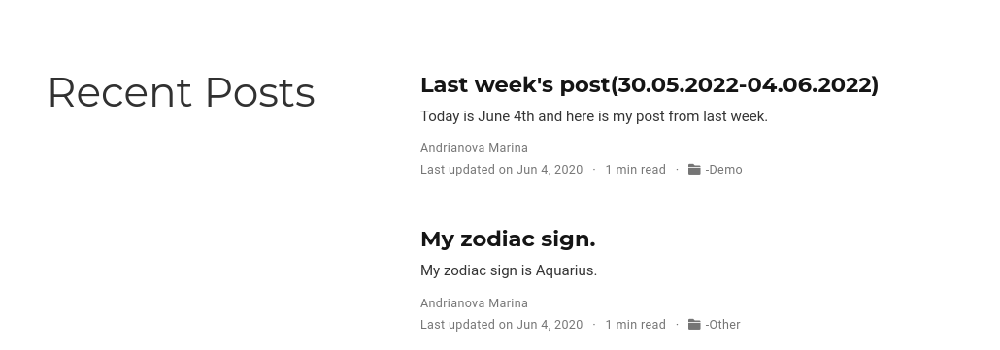 Recent Posts
Last week's post(30.05.2022-04.06.2022)
Today is June 4th and here is my post from last week.
Andrianova Marina
Last updated on Jun 4, 2020 · 1 min read · -Demo
My zodiac sign.
My zodiac sign is Aquarius.
Andrianova Marina
Last updated on Jun 4, 2020 · 1 min read · -Other